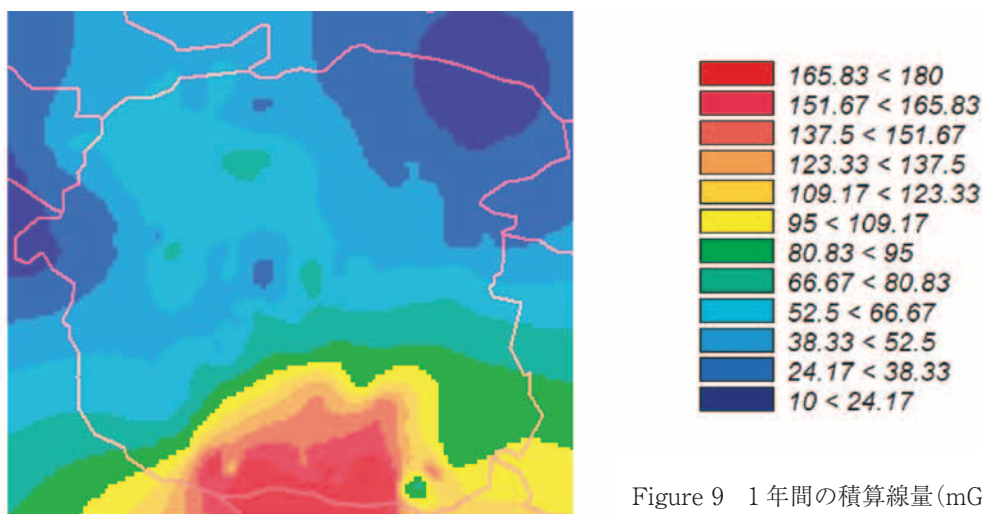 165.83 < 180
151.67 < 165.83
137.5 < 151.67
123.33 < 137.5
109.17 < 123.33
95 < 109.17
80.83 < 95
66.67 < 80.83
52.5 < 66.67
38.33 < 52.5
24.17 < 38.33
10 < 24.17
Figure 9 1年間の積算線量(mG